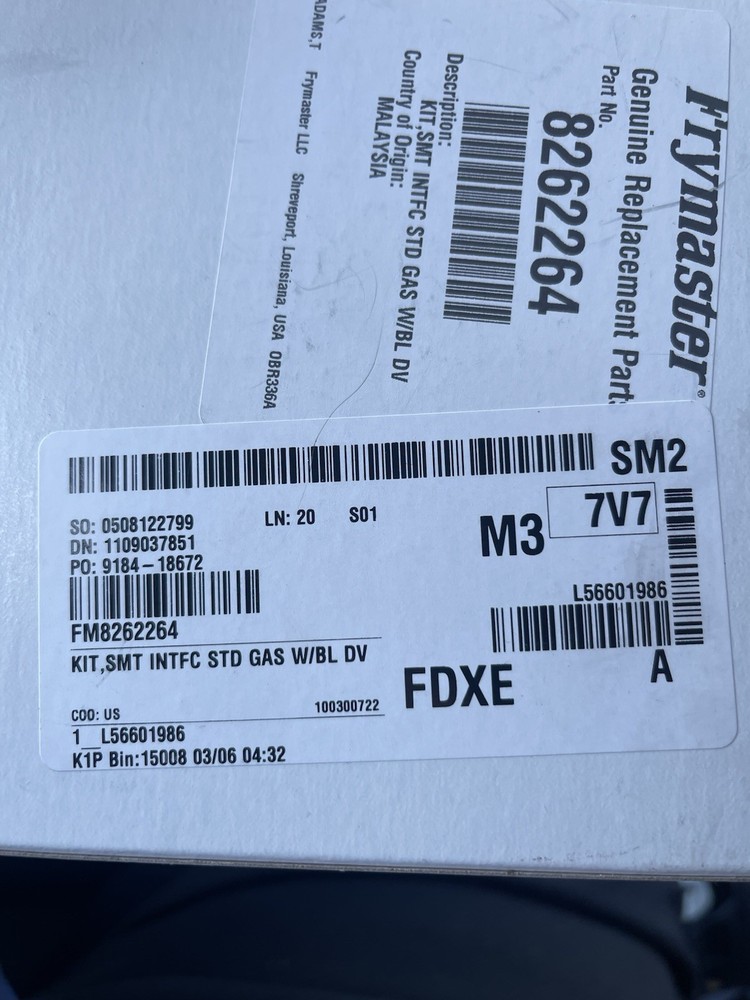 Frymaster®
Genuine Replacement Parts
Part No.
8262264
Description:
KIT,SMT INTFC STD GAS W/BL DV
Country of Origin:
MALAYSIA
ADAMS,T Frymaster LLC Shreveport, Louisiana, USA OBR336A
SM2
SO: 0508122799 LN: 20 S01
DN: 1109037851
PO: 9184-18672
M3 7V7
FM8262264
L56601986
KIT,SMT INTFC STD GAS W/BL DV
FDXE A
COO: US 100300722
1__L56601986
K1P Bin:15008 03/06 04:32